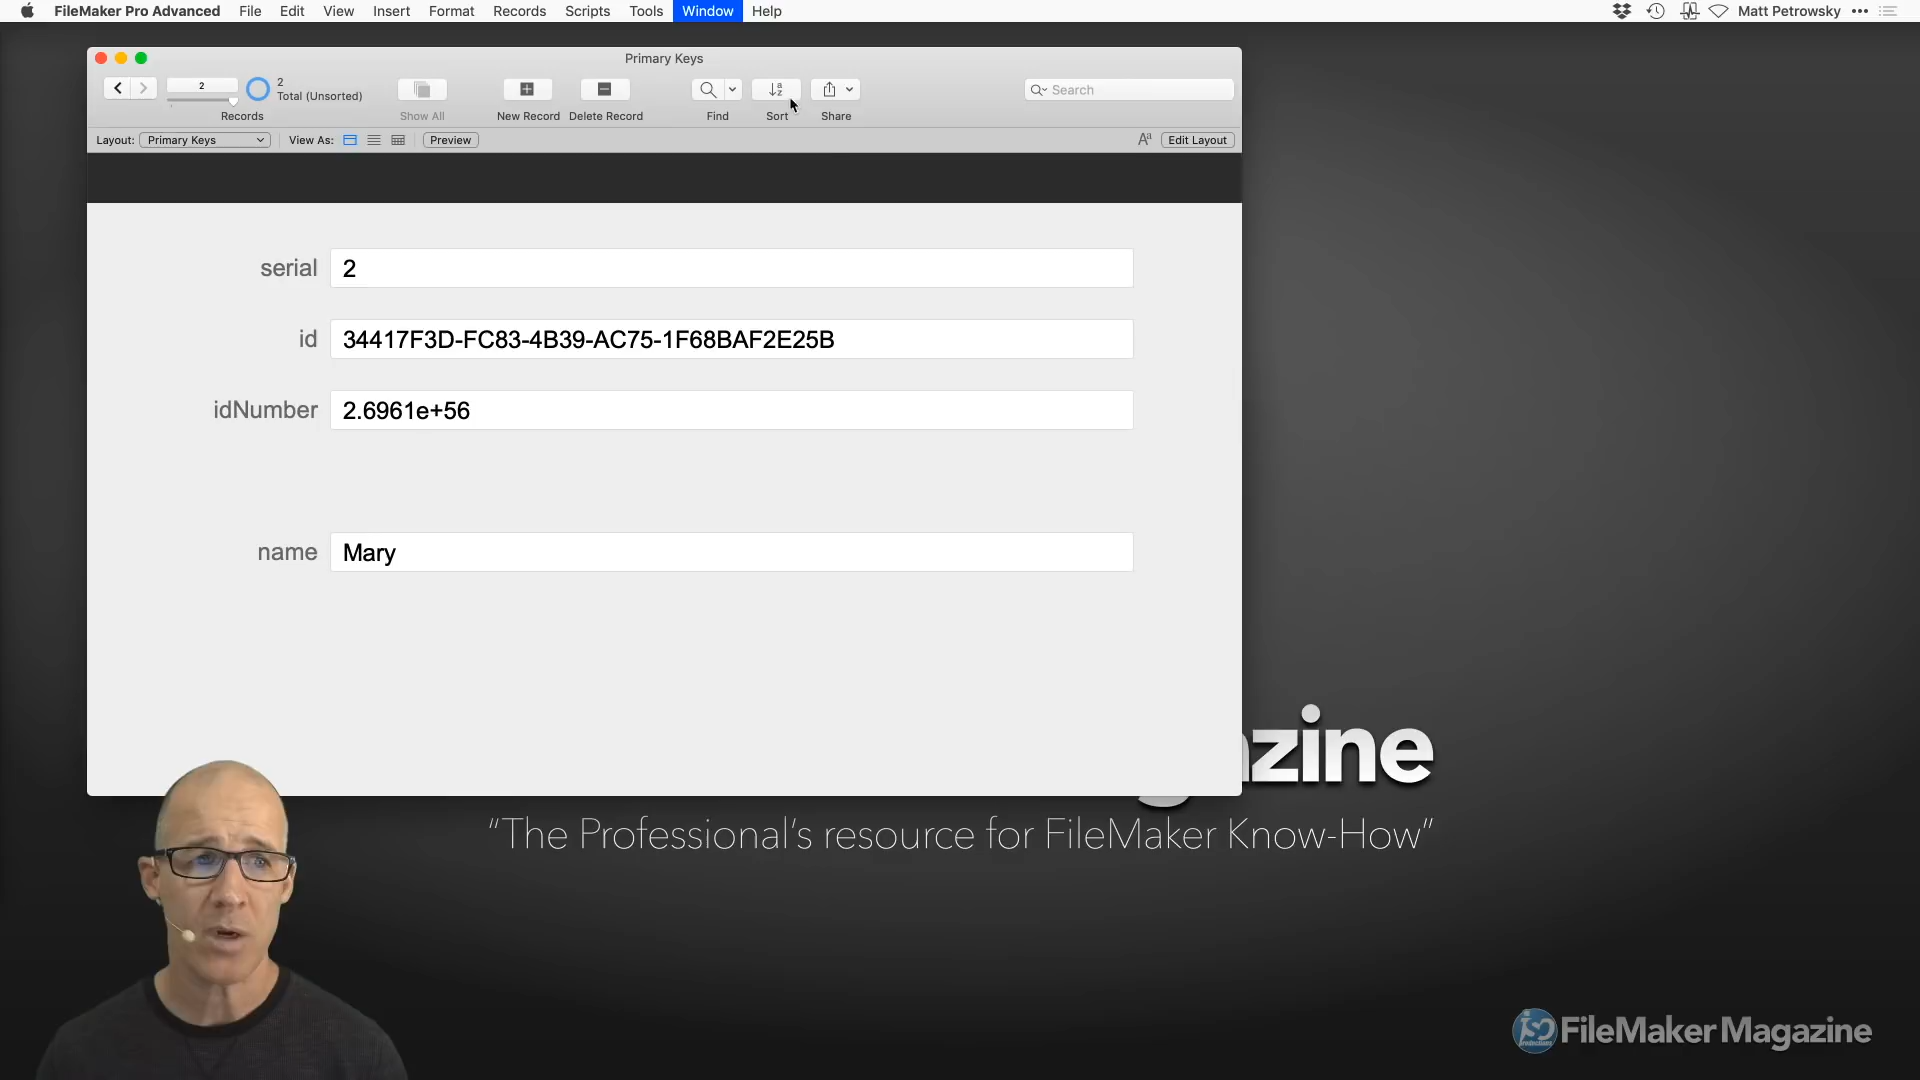 FileMaker Pro Advanced File Edit View Insert Format Records Scripts Tools Window Help Matt Petrowsky
Primary Keys
2
2
Total (Unsorted)
Search
Records Show All New Record Delete Record Find Sort Share
Layout: Primary Keys View As: Preview Aa Edit Layout
serial 2
id 34417F3D-FC83-4B39-AC75-1F68BAF2E25B
idNumber 2.6961e+56
name Mary
zine
“The Professional’s resource for FileMaker Know-How”
FileMaker Magazine